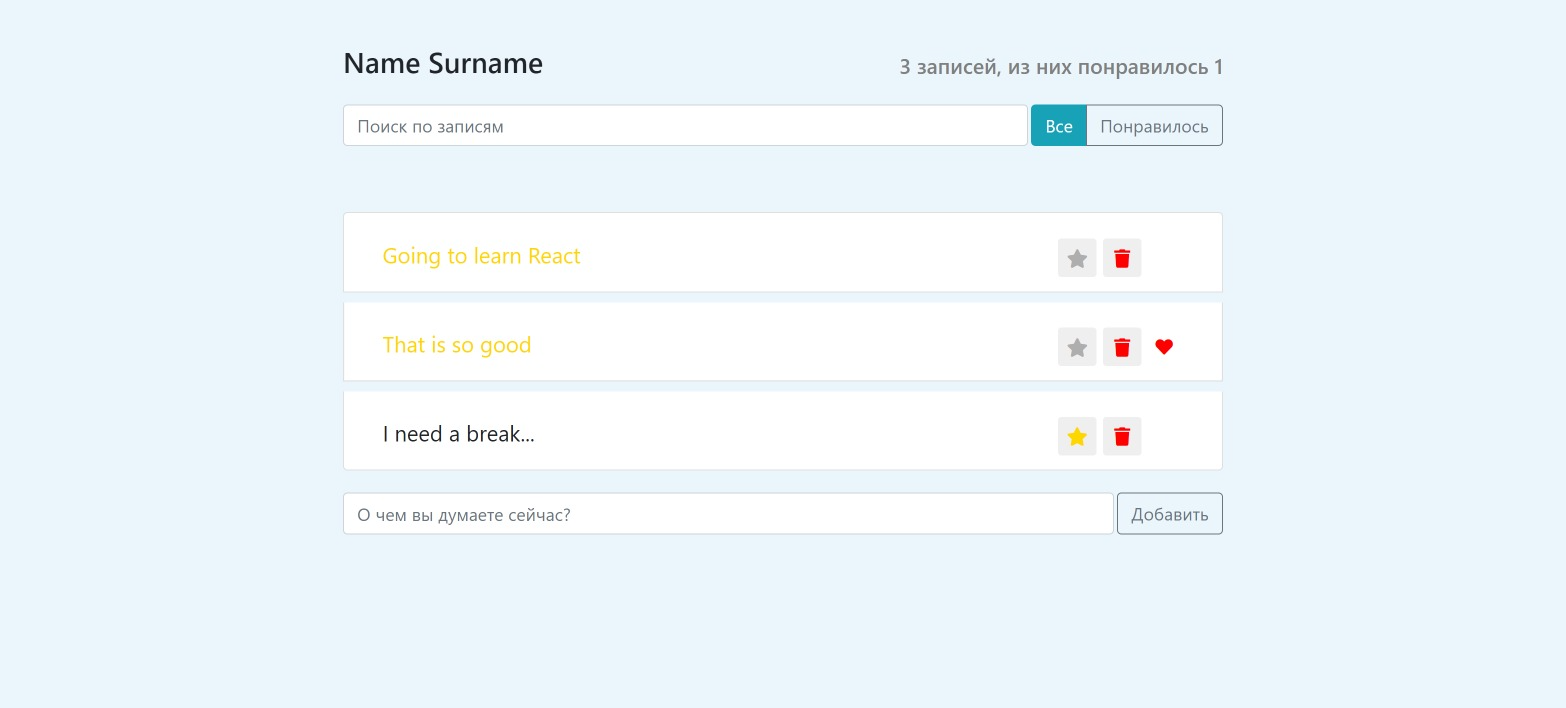 Name Surname
3 записей, из них понравилось 1
Поиск по записям
Все
Понравилось
Going to learn React
That is so good
I need a break...
О чем вы думаете сейчас?
Добавить